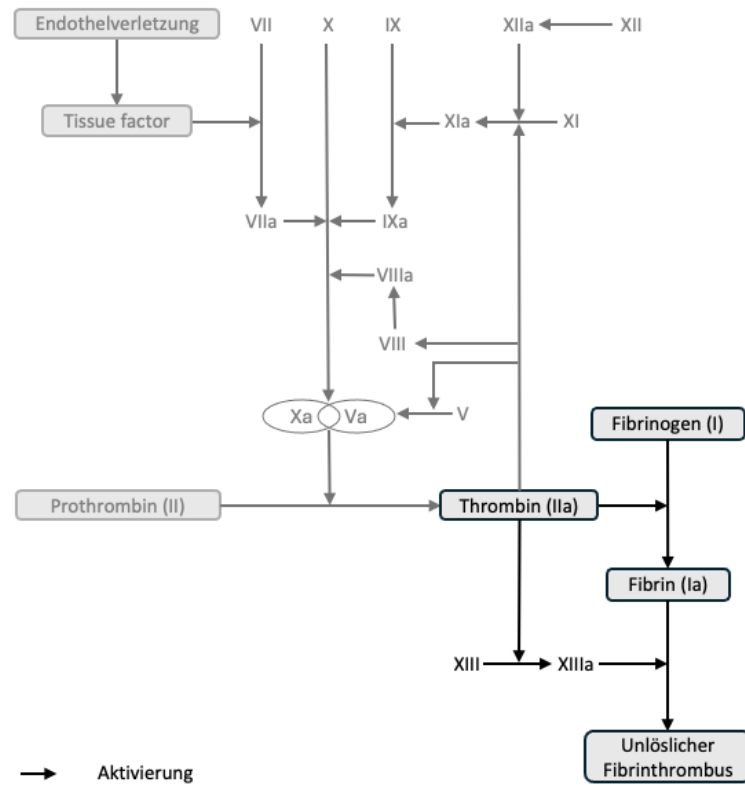 Endothelverletzung VII X IX XIIa XII
Tissue factor XIa XI
VIIa IXa
VIIIa
VIII
Xa Va V
Fibrinogen (I)
Prothrombin (II) Thrombin (IIa)
Fibrin (Ia)
XIII XIIIa
Unlöslicher
Fibrinthrombus
Aktivierung